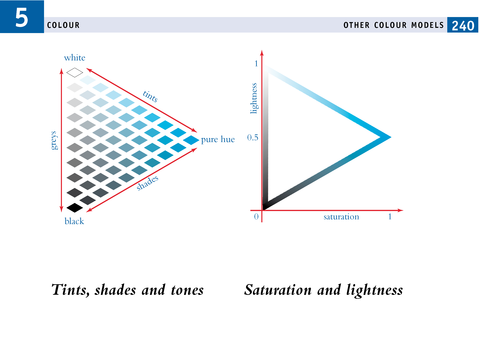 5
COLOUR
OTHER COLOUR MODELS 240
white
tints
greys
pure hue
shades
black
1
lightness
0.5
0
saturation
1
Tints, shades and tones
Saturation and lightness